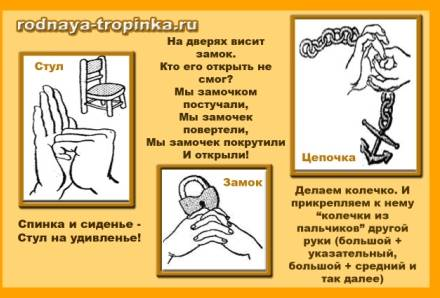 rodnaya-tropinka.ru
Стул
Спинка и сиденье -
Стул на удивленье!
На дверях висит
замок.
Кто его открыть не
смог?
Мы замочком
постучали,
Мы замочек
повертели,
Мы замочек покрутили
И открыли!
Замок
Цепочка
Делаем колечко. И
прикрепляем к нему
“колечки из
пальчиков” другой
руки (большой +
указательный,
большой + средний и
так далее)